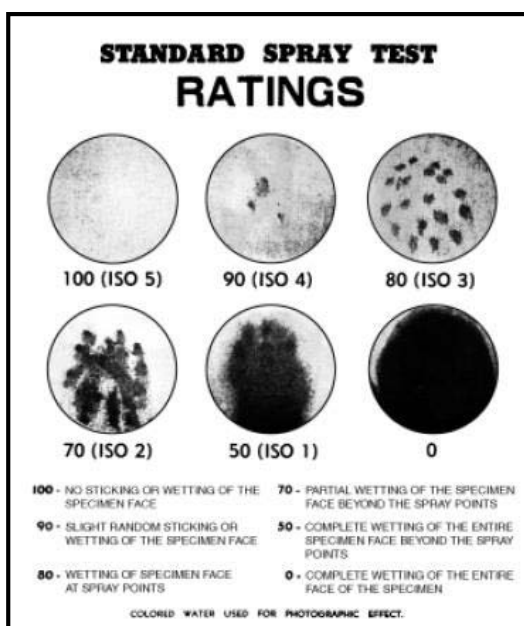 STANDARD SPRAY TEST
RATINGS
100 (ISO 5)
90 (ISO 4)
80 (ISO 3)
70 (ISO 2)
50 (ISO 1)
0
100 - NO STICKING OR WETTING OF THE
SPECIMEN FACE
90 - SLIGHT RANDOM STICKING OR
WETTING OF THE SPECIMEN FACE
80 - WETTING OF SPECIMEN FACE
AT SPRAY POINTS
70 - PARTIAL WETTING OF THE SPECIMEN
FACE BEYOND THE SPRAY POINTS
50 - COMPLETE WETTING OF THE ENTIRE
SPECIMEN FACE BEYOND THE SPRAY
POINTS
0 - COMPLETE WETTING OF THE ENTIRE
FACE OF THE SPECIMEN
COLORED WATER USED FOR PHOTOGRAPHIC EFFECT.